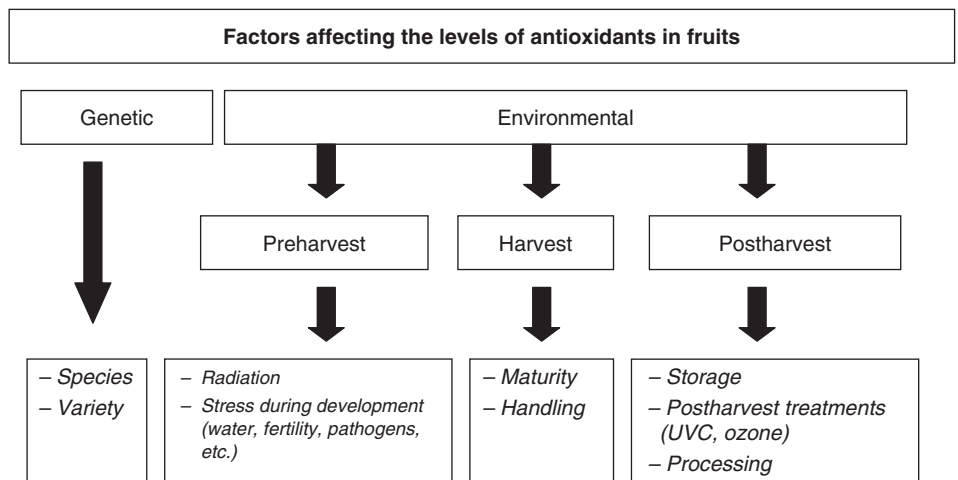 Factors affecting the levels of antioxidants in fruits
Genetic
Environmental
Preharvest
Harvest
Postharvest
– Species
– Variety
– Radiation
– Stress during development
(water, fertility, pathogens,
etc.)
– Maturity
– Handling
– Storage
– Postharvest treatments
(UVC, ozone)
– Processing